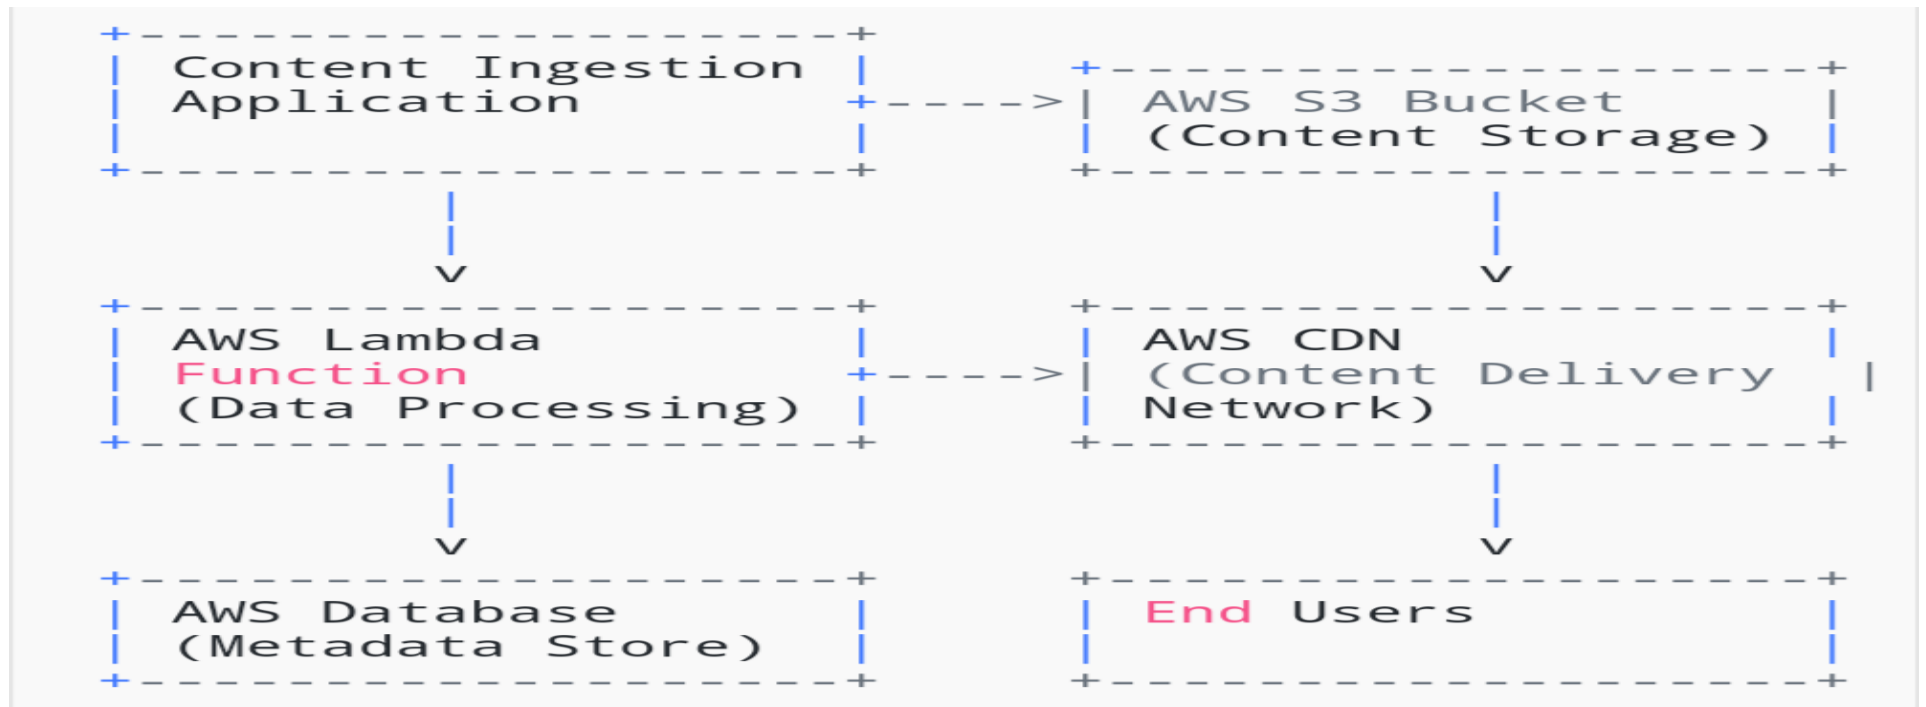 Content Ingestion
Application
AWS S3 Bucket
(Content Storage)
AWS Lambda
Function
(Data Processing)
AWS CDN
(Content Delivery
Network)
AWS Database
(Metadata Store)
End Users